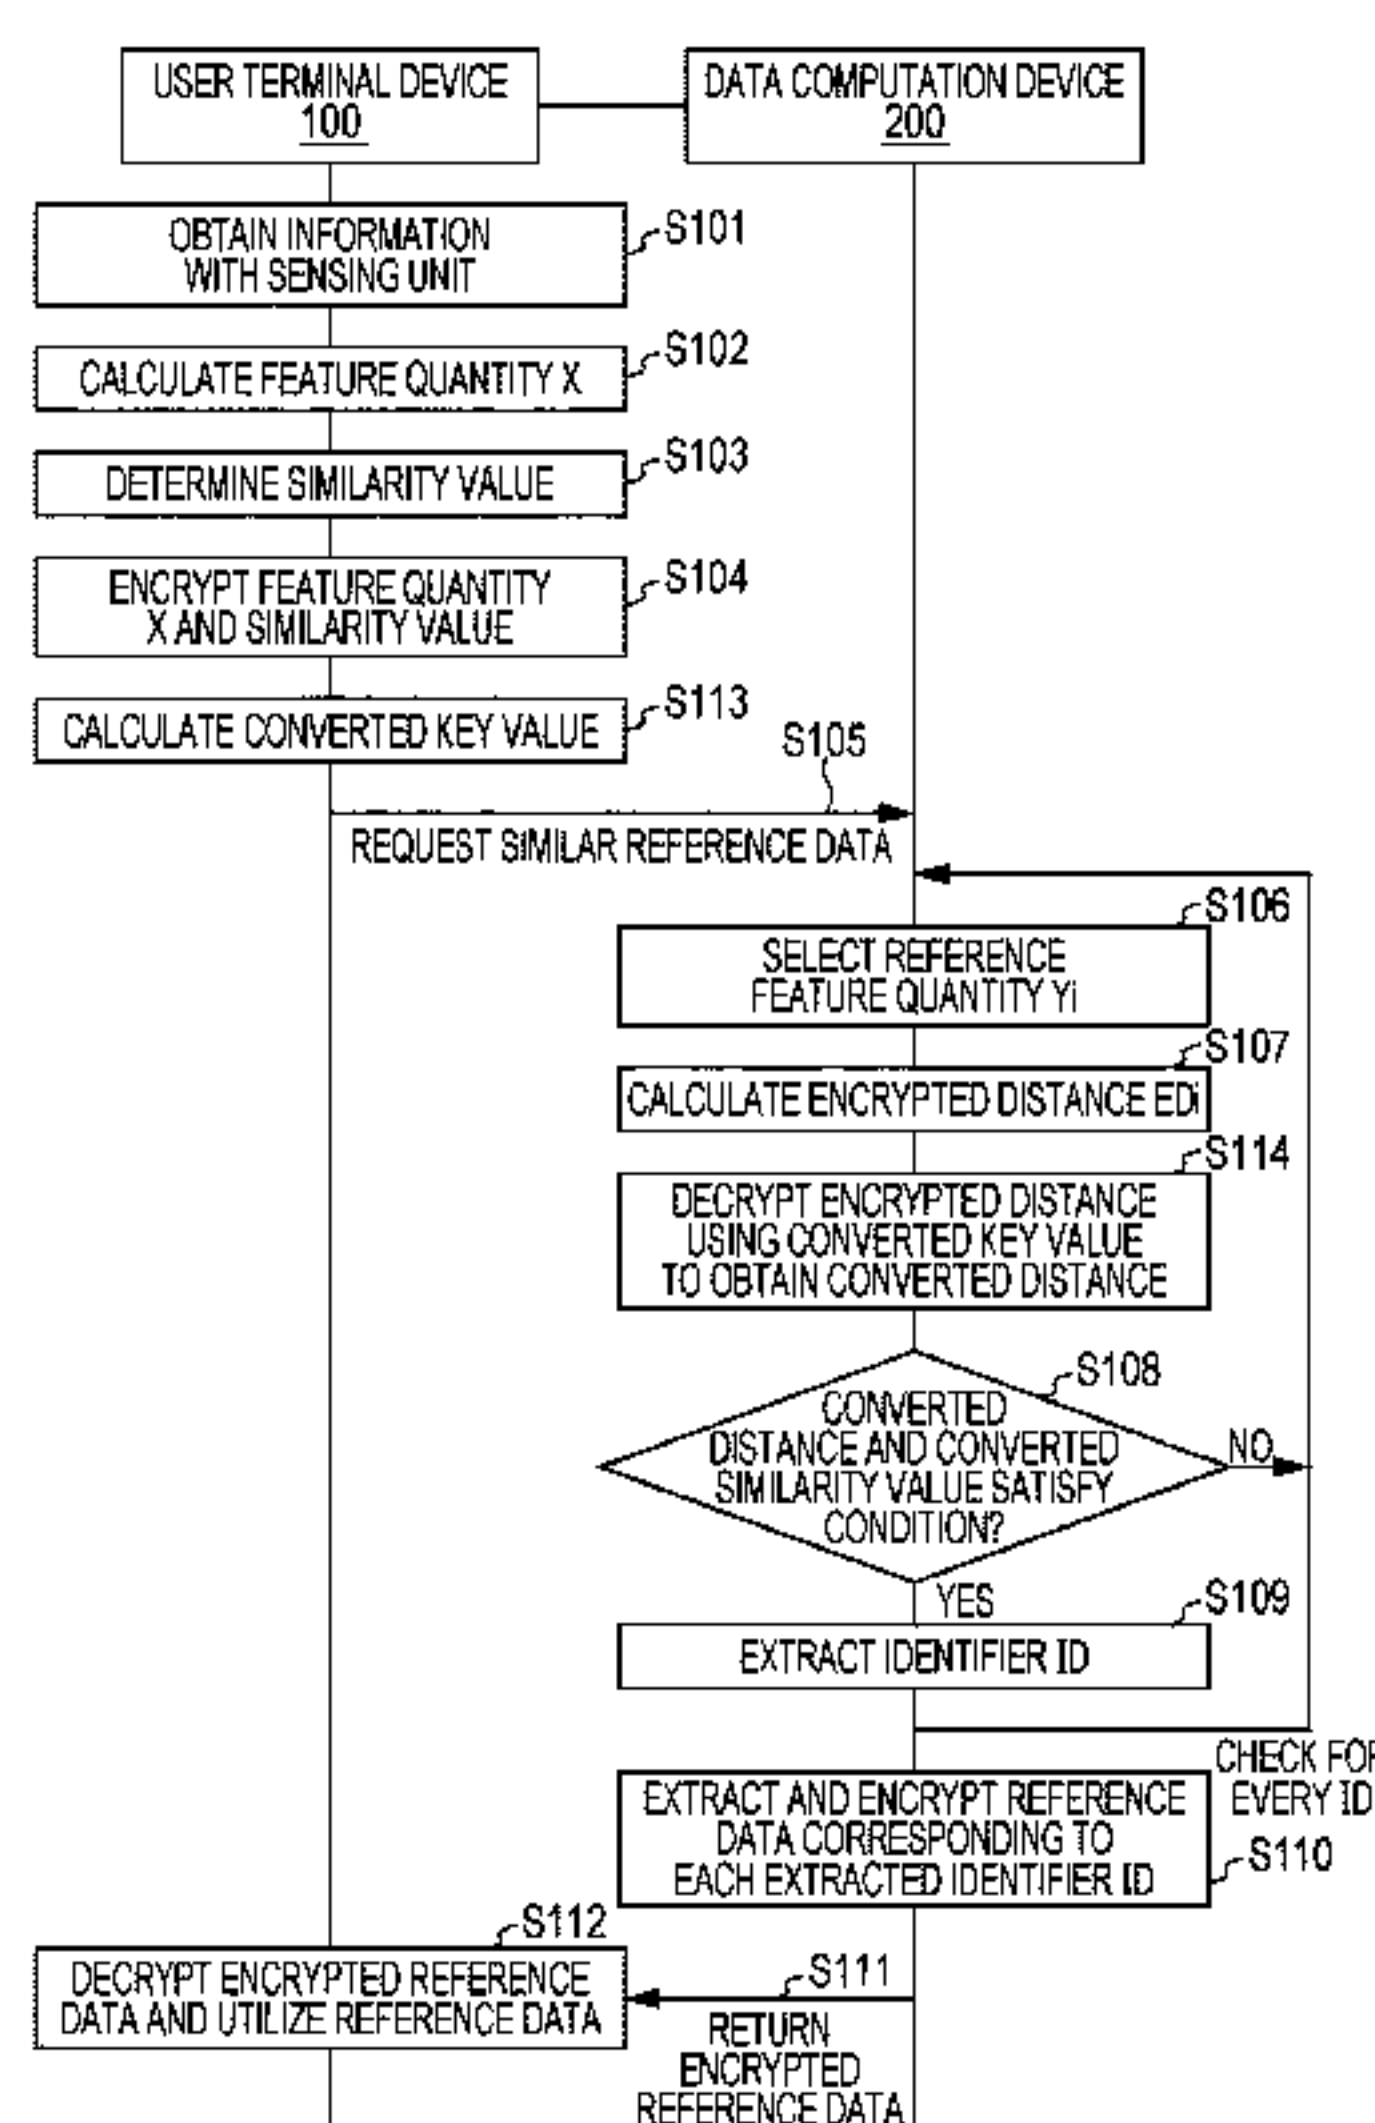 USER TERMINAL DEVICE
100
DATA COMPUTATION DEVICE
200
OBTAIN INFORMATION
WITH SENSING UNIT
S101
CALCULATE FEATURE QUANTITY X
S102
DETERMINE SIMILARITY VALUE
S103
ENCRYPT FEATURE QUANTITY
X AND SIMILARITY VALUE
S104
CALCULATE CONVERTED KEY VALUE
S113
S105
REQUEST SIMILAR REFERENCE DATA
S106
SELECT REFERENCE
FEATURE QUANTITY Yi
S107
CALCULATE ENCRYPTED DISTANCE EDi
S114
DECRYPT ENCRYPTED DISTANCE
USING CONVERTED KEY VALUE
TO OBTAIN CONVERTED DISTANCE
S108
CONVERTED
DISTANCE AND CONVERTED
SIMILARITY VALUE SATISFY
CONDITION?
NO
YES
S109
EXTRACT IDENTIFIER ID
CHECK FOR
EVERY ID
EXTRACT AND ENCRYPT REFERENCE
DATA CORRESPONDING TO
EACH EXTRACTED IDENTIFIER ID
S110
S112
DECRYPT ENCRYPTED REFERENCE
DATA AND UTILIZE REFERENCE DATA
S111
RETURN
ENCRYPTED
REFERENCE DATA